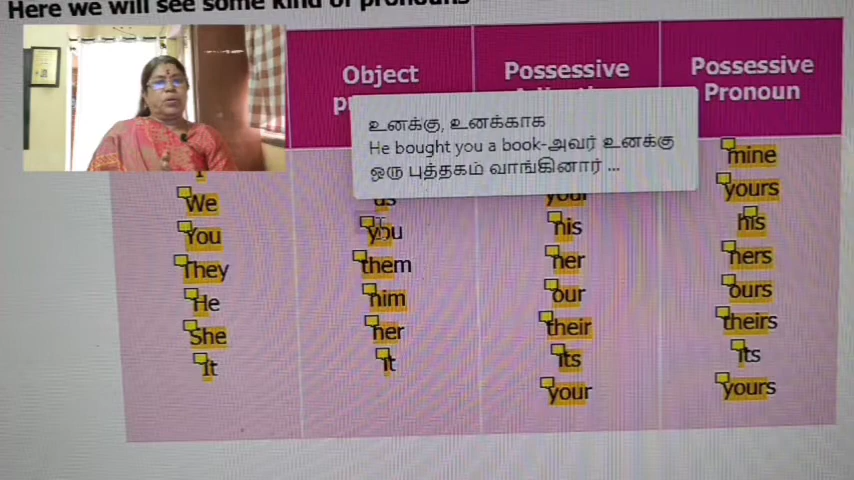 Here we will see some kind of pronouns
Object
Possessive
Possessive
Pronoun
உனக்கு, உனக்காக
He bought you a book-அவர் உனக்கு
ஒரு புத்தகம் வாங்கினார் ...
We
You
They
He
She
It
us
you
them
him
her
it
your
his
her
our
their
its
your
mine
yours
his
hers
ours
theirs
its
yours